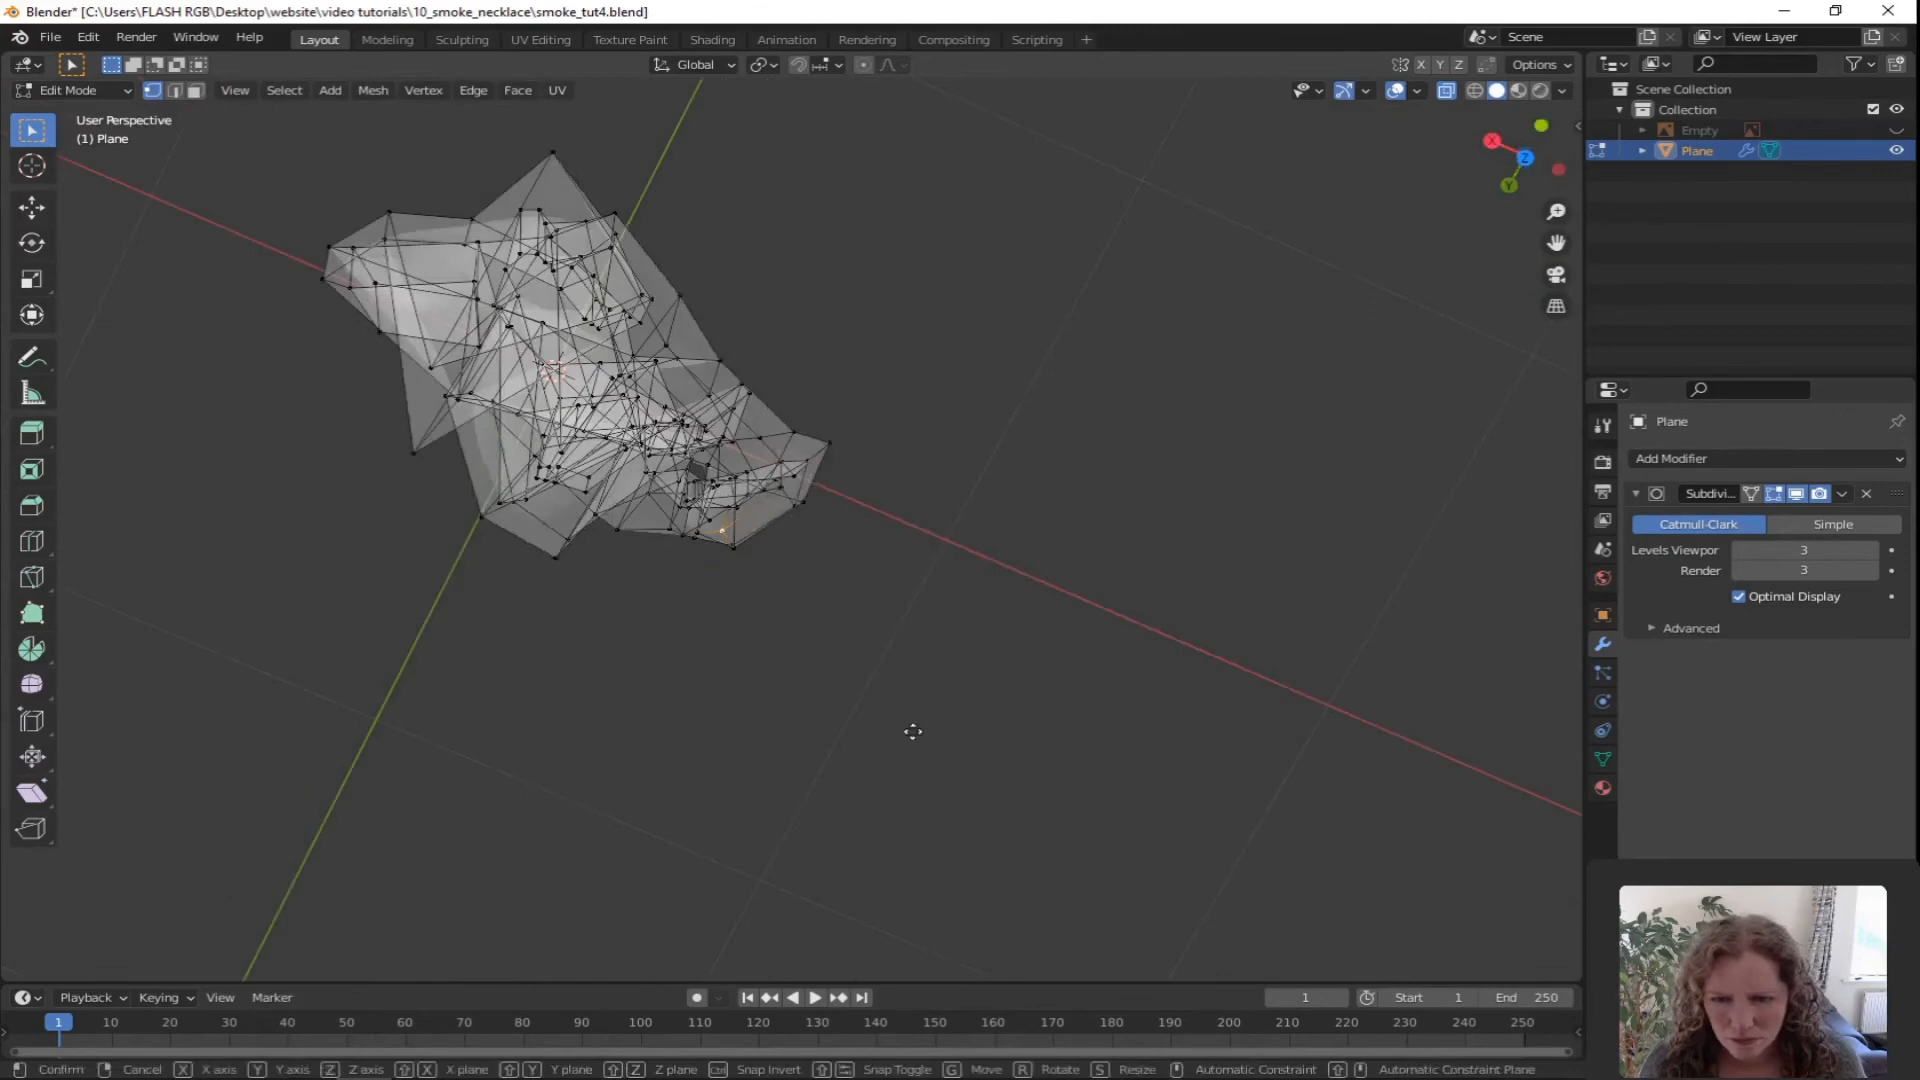 Blender* [C:\Users\FLASH RGB\Desktop\website\video tutorials\10_smoke_necklace\smoke_tut4.blend]
File Edit Render Window Help Layout Modeling Sculpting UV Editing Texture Paint Shading Animation Rendering Compositing Scripting + Scene View Layer
Global X Y Z Options
Edit Mode View Select Add Mesh Vertex Edge Face UV
User Perspective
(1) Plane
X
Z
Y
Scene Collection
Collection
Empty
Plane
Plane
Add Modifier
Subdivi...
Catmull-Clark Simple
Levels Viewpor 3
Render 3
Optimal Display
Advanced
Playback Keying View Marker 1 Start 1 End 250
1 10 20 30 40 50 60 70 80 90 100 110 120 130 140 150 160 170 180 190 200 210 220 230 240 250
Confirm Cancel X X axis Y Y axis Z Z axis X X plane Y Y plane Z Z plane Ctrl Snap Invert Snap Toggle G Move R Rotate S Resize Automatic Constraint Automatic Constraint Plane